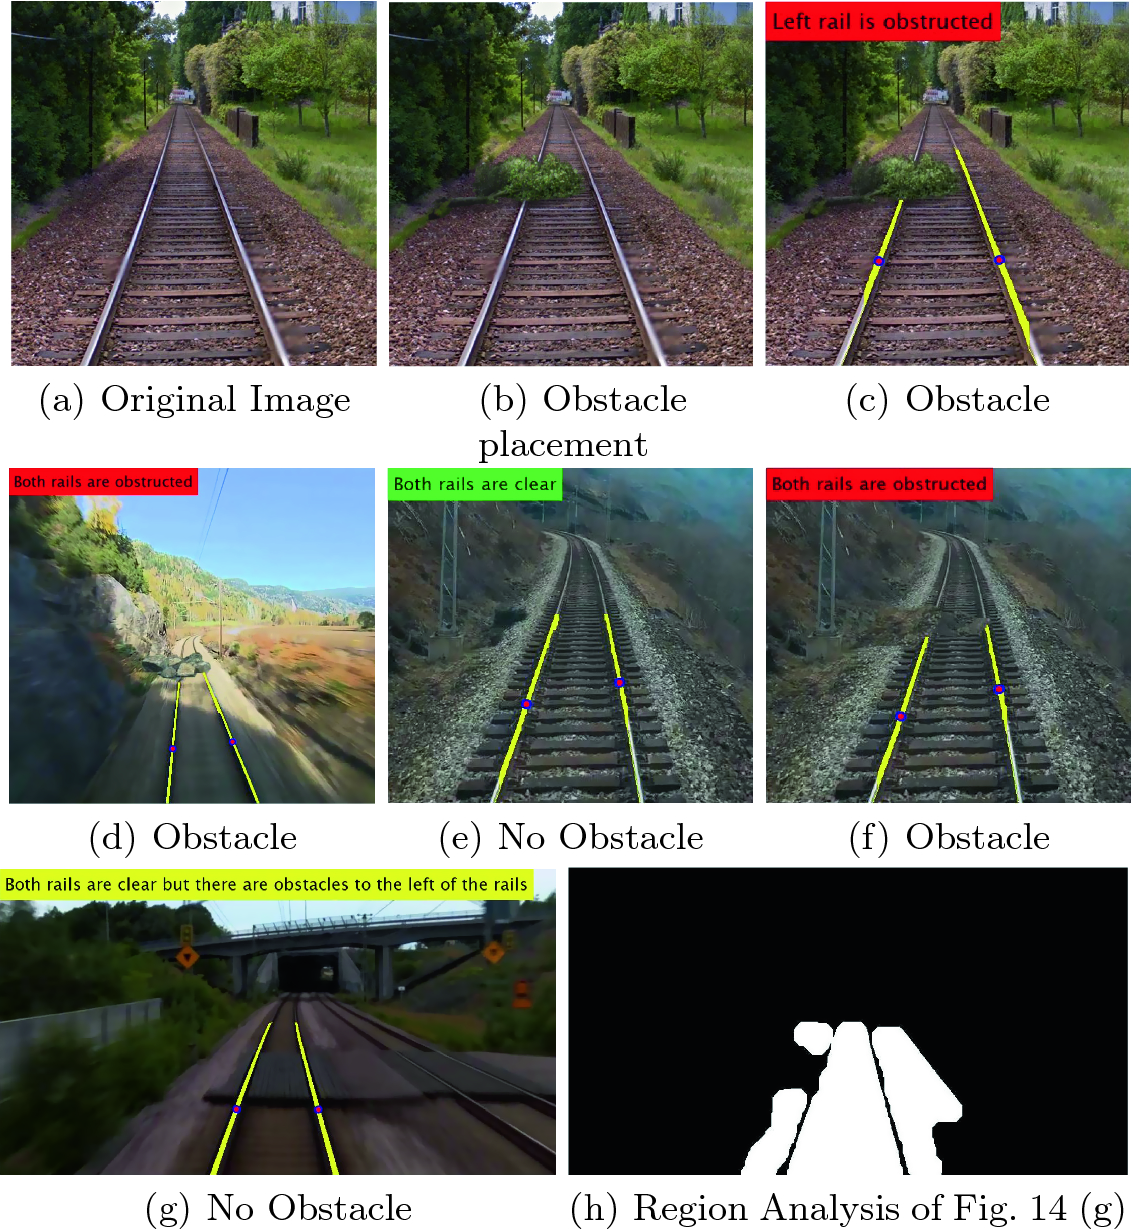 Left rail is obstructed
(a) Original Image
(b) Obstacle
placement
(c) Obstacle
Both rails are obstructed
Both rails are clear
Both rails are obstructed
(d) Obstacle
(e) No Obstacle
(f) Obstacle
Both rails are clear but there are obstacles to the left of the rails
(g) No Obstacle
(h) Region Analysis of Fig. 14 (g)